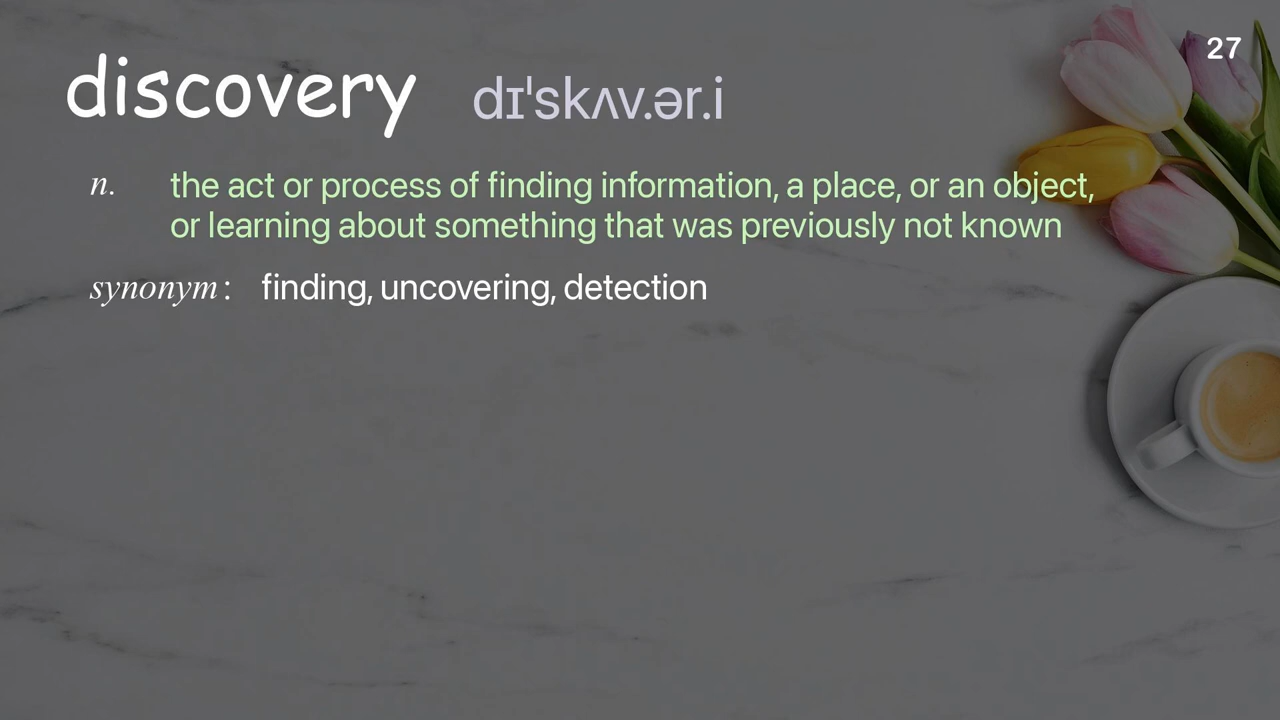 27
discovery dɪˈskʌv.ər.i
n. the act or process of finding information, a place, or an object,
or learning about something that was previously not known
synonym: finding, uncovering, detection